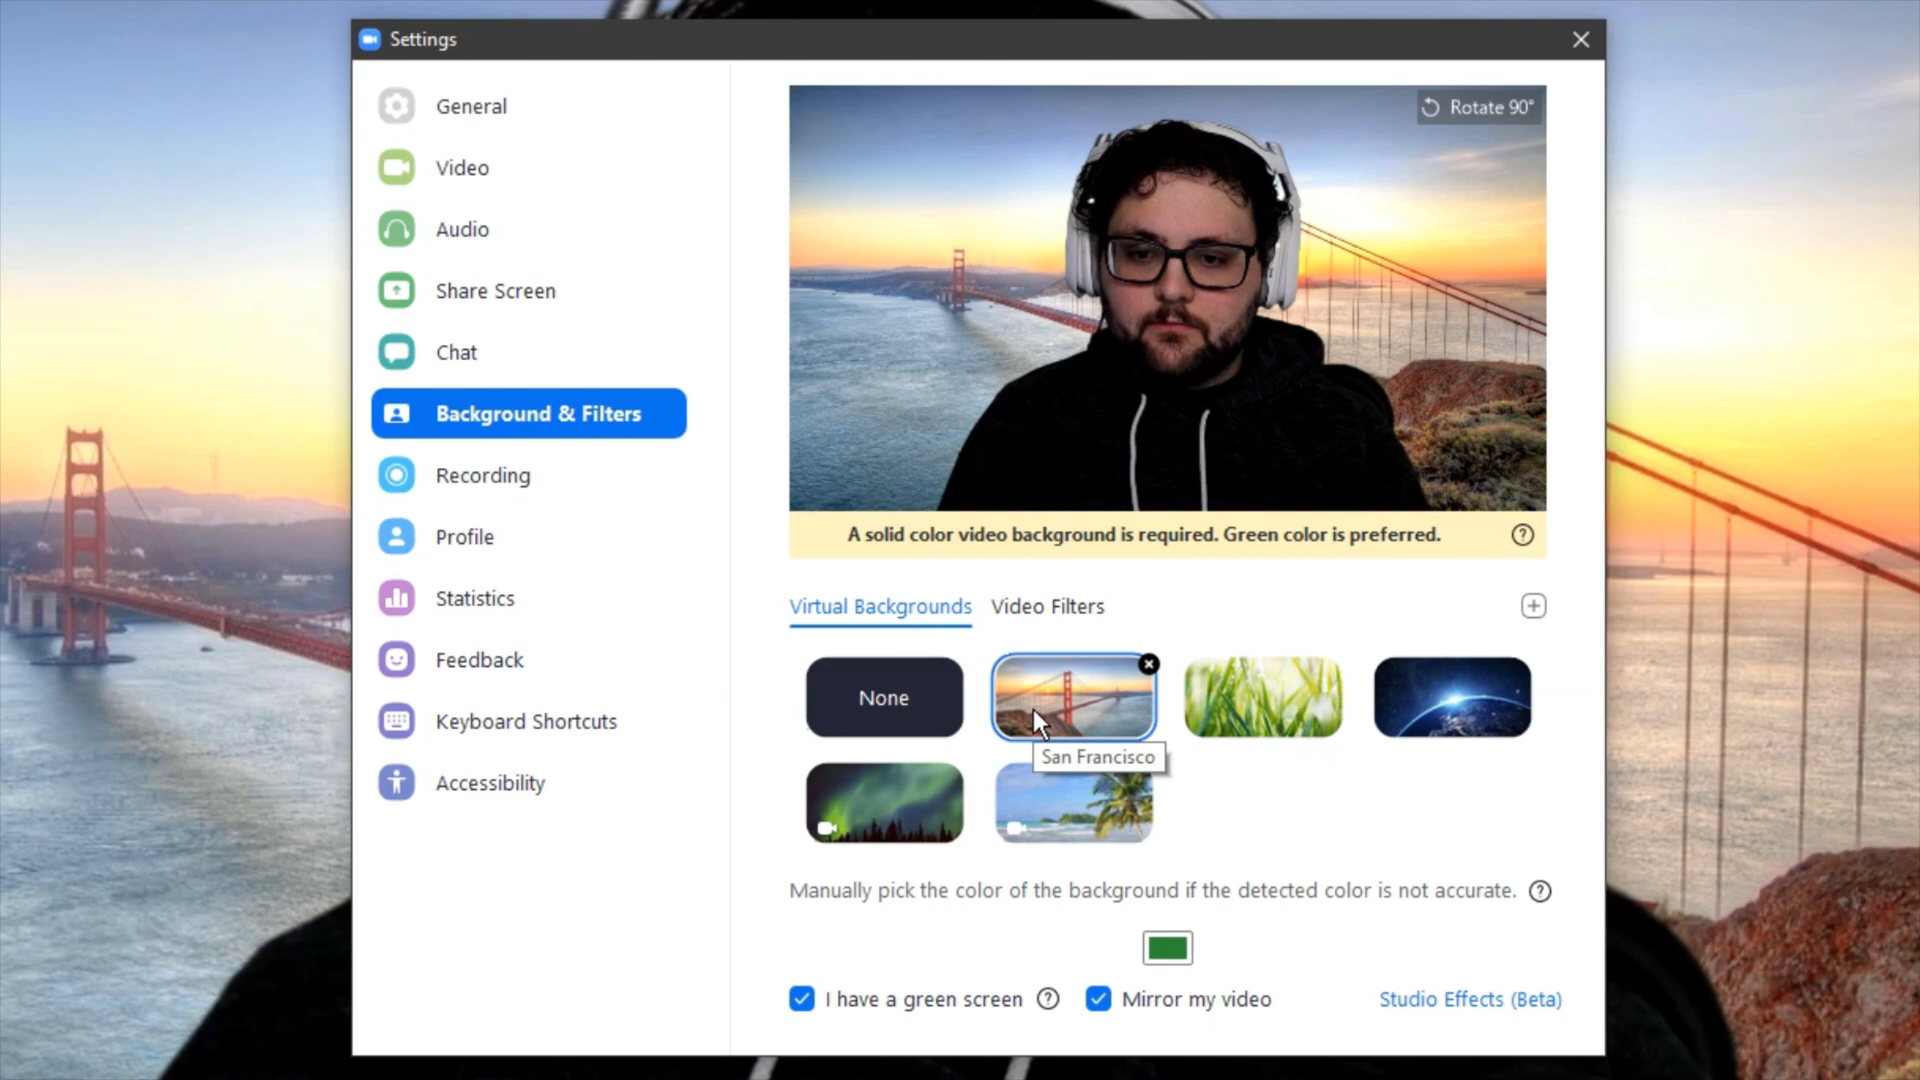 Settings
General
Video
Audio
Share Screen
Chat
Background & Filters
Recording
Profile
Statistics
Feedback
Keyboard Shortcuts
Accessibility
Rotate 90°
A solid color video background is required. Green color is preferred.
Virtual Backgrounds
Video Filters
None
San Francisco
Manually pick the color of the background if the detected color is not accurate.
I have a green screen
Mirror my video
Studio Effects (Beta)